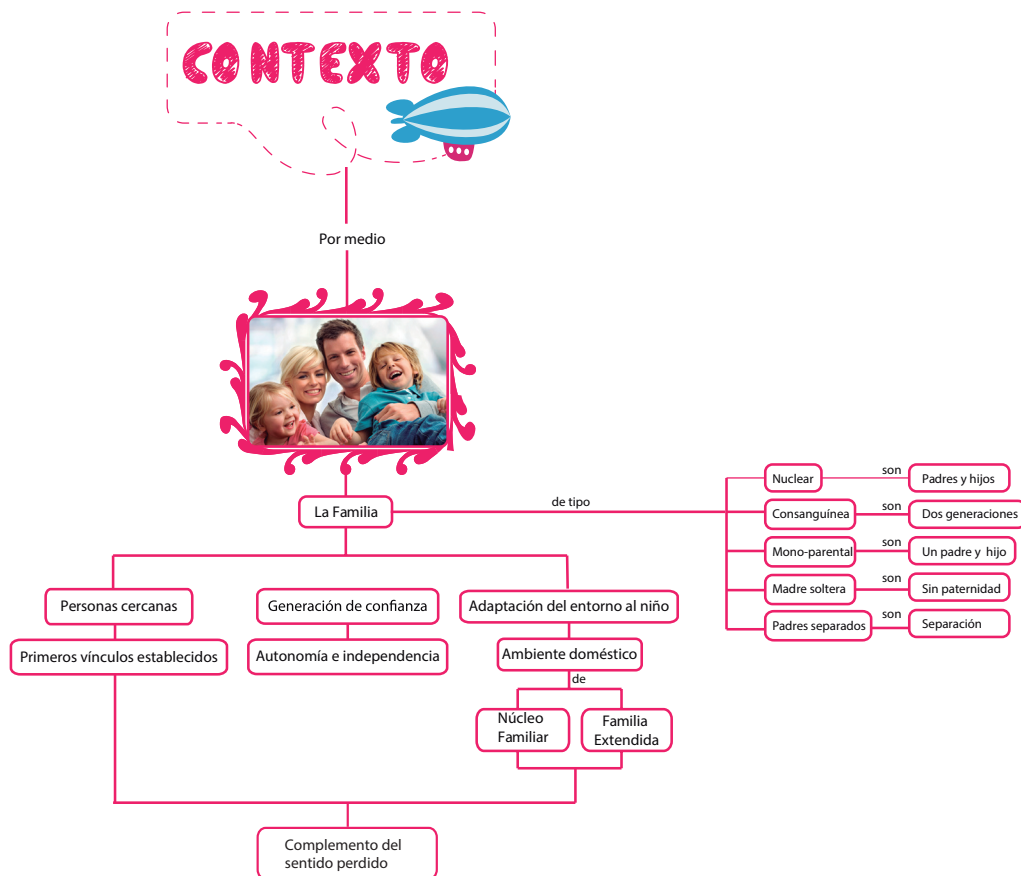 CONTEXTO
Por medio
La Familia
de tipo
Nuclear
son
Padres y hijos
Consanguínea
son
Dos generaciones
Mono-parental
son
Un padre y hijo
Madre soltera
son
Sin paternidad
Padres separados
son
Separación
Personas cercanas
Generación de confianza
Adaptación del entorno al niño
Primeros vínculos establecidos
Autonomía e independencia
Ambiente doméstico
de
Núcleo
Familiar
Familia
Extendida
Complemento del
sentido perdido